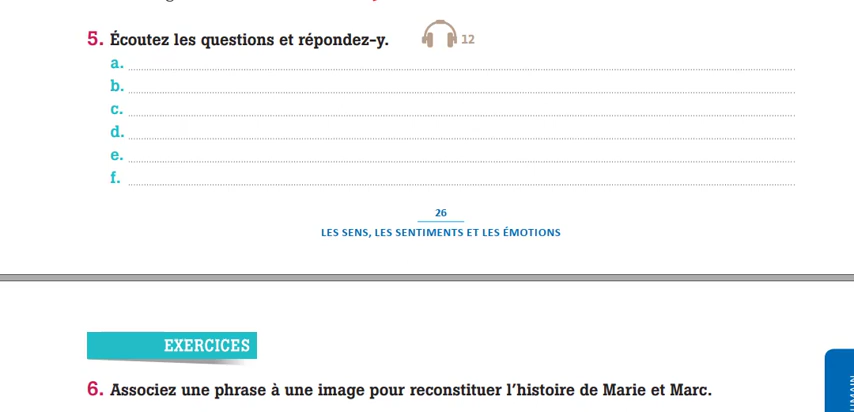 5. Écoutez les questions et répondez-y. 12
a.
b.
c.
d.
e.
f.
26
LES SENS, LES SENTIMENTS ET LES ÉMOTIONS
EXERCICES
6. Associez une phrase à une image pour reconstituer l’histoire de Marie et Marc.